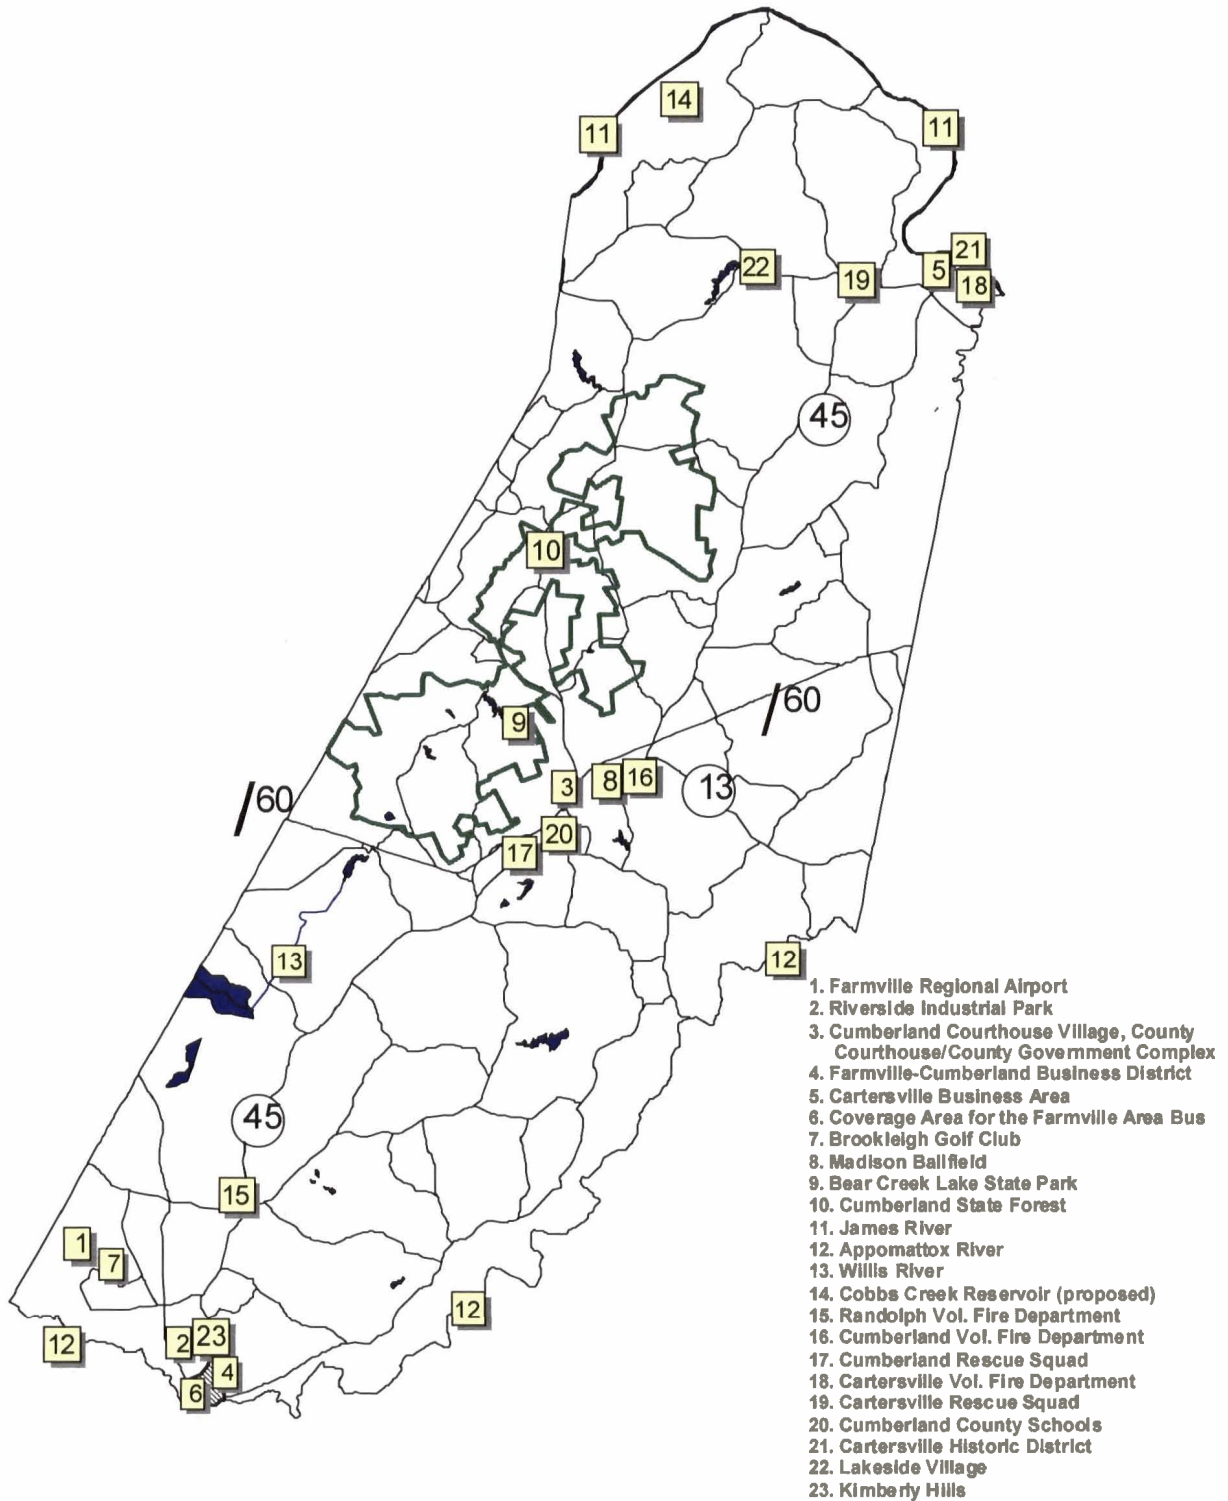 14
11
11
21
22
5
19
18
45
10
/60
9
16
8
3
13
/60
20
17
13
12
1. Farmville Regional Airport
2. Riverside Industrial Park
3. Cumberland Courthouse Village, County
Courthouse/County Government Complex
4. Farmville-Cumberland Business District
5. Cartersville Business Area
6. Coverage Area for the Farmville Area Bus
7. Brookleigh Golf Club
8. Madison Ballfield
9. Bear Creek Lake State Park
10. Cumberland State Forest
11. James River
12. Appomattox River
13. Willis River
14. Cobbs Creek Reservoir (proposed)
15. Randolph Vol. Fire Department
16. Cumberland Vol. Fire Department
17. Cumberland Rescue Squad
18. Cartersville Vol. Fire Department
19. Cartersville Rescue Squad
20. Cumberland County Schools
21. Cartersville Historic District
22. Lakeside Village
23. Kimberly Hills
45
15
1
7
12
12
2
23
4
6